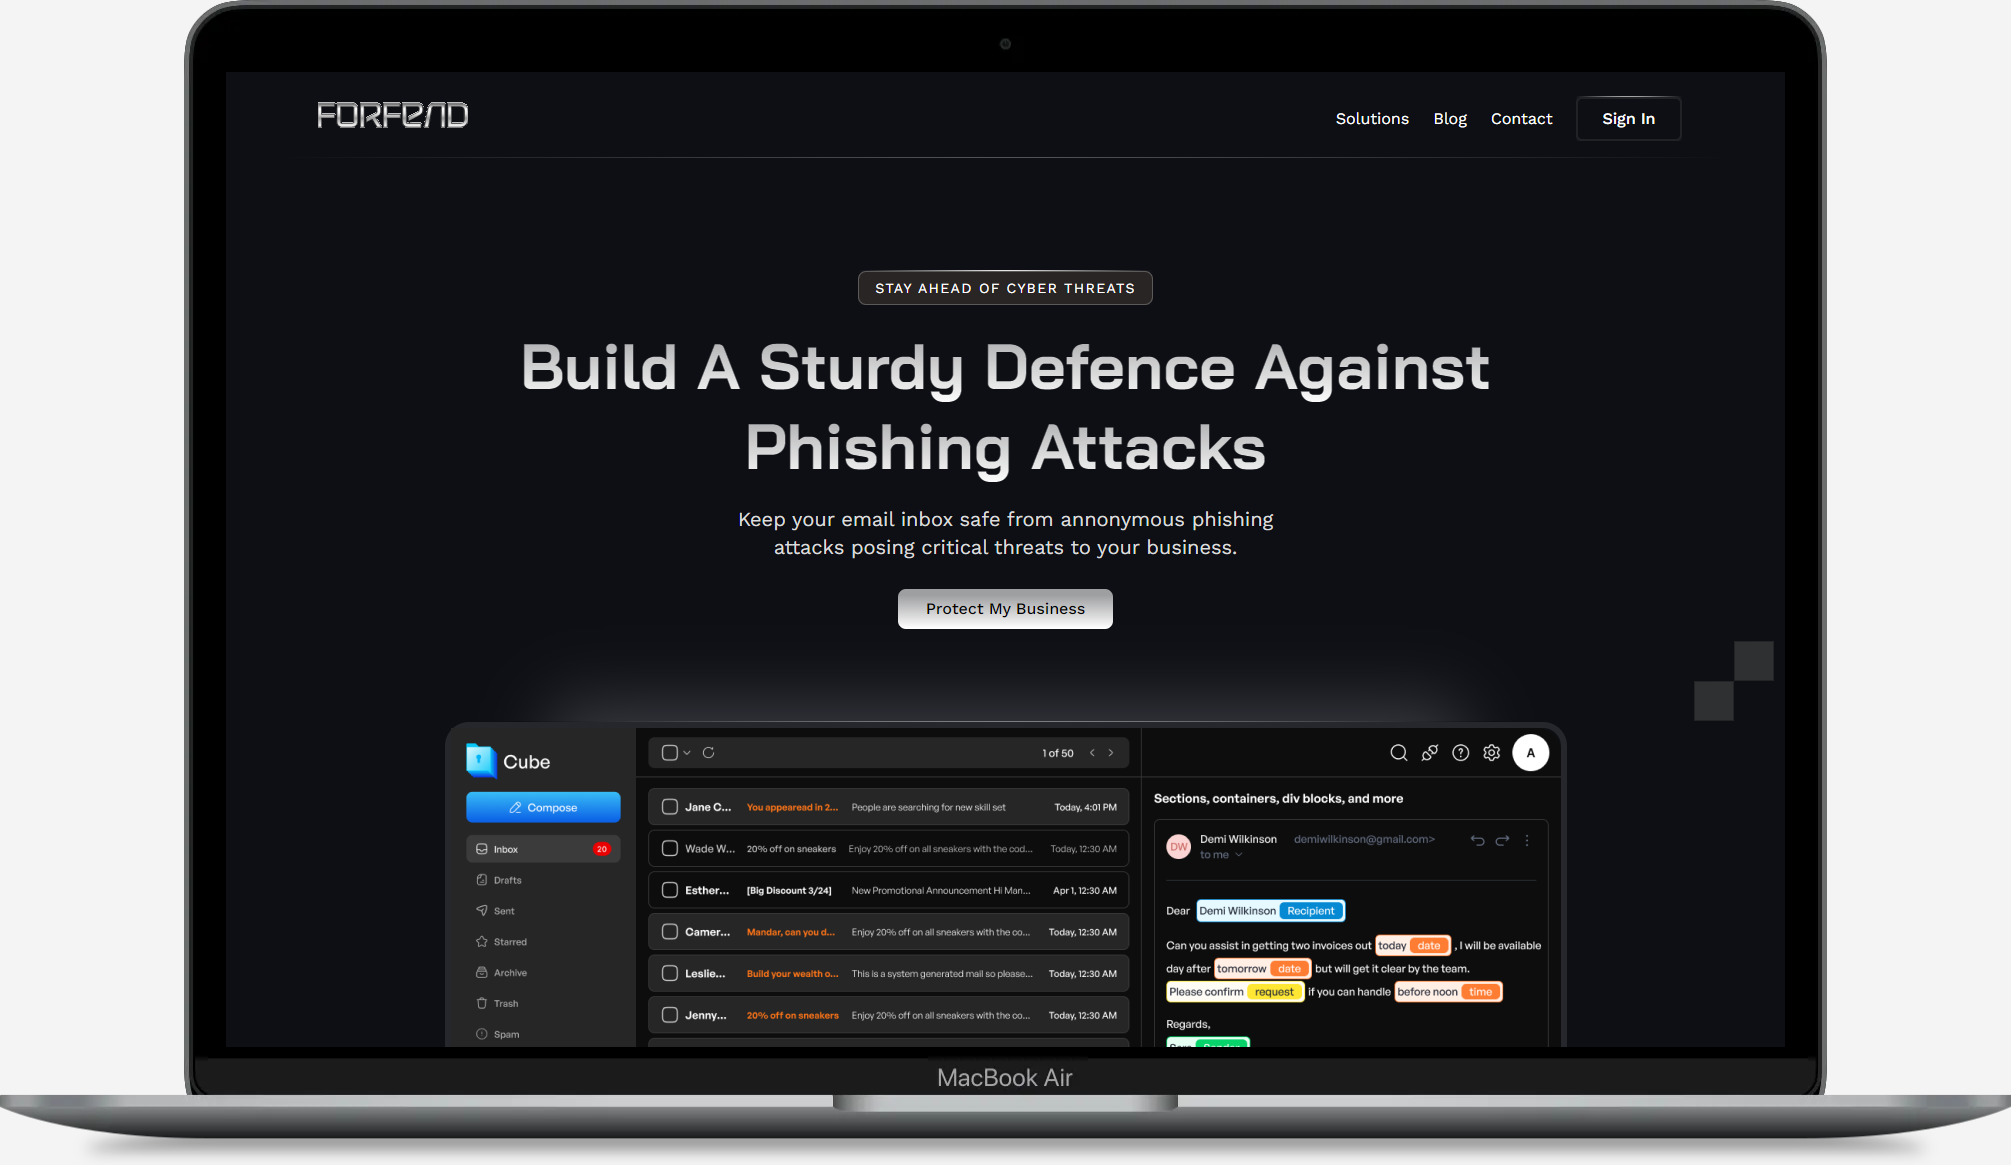 FORFEND
Solutions Blog Contact Sign In
STAY AHEAD OF CYBER THREATS
Build A Sturdy Defence Against
Phishing Attacks
Keep your email inbox safe from annonymous phishing
attacks posing critical threats to your business.
Protect My Business
Cube
Compose
Inbox 20
Drafts
Sent
Starred
Archive
Trash
Spam
1 of 50
Jane C... You appearead in 2... People are searching for new skill set Today, 4:01 PM
Wade W... 20% off on sneakers Enjoy 20% off on all sneakers with the cod... Today, 12:30 AM
Esther... [Big Discount 3/24] New Promotional Announcement Hi Man... Apr 1, 12:30 AM
Camer... Mandar, can you d... Enjoy 20% off on all sneakers with the co... Today, 12:30 AM
Leslie... Build your wealth o... This is a system generated mail so please... Today, 12:30 AM
Jenny... 20% off on sneakers Enjoy 20% off on all sneakers with the co... Today, 12:30 AM
A
Sections, containers, div blocks, and more
DW Demi Wilkinson demiwilkinson@gmail.com>
to me
Dear Demi Wilkinson Recipient
Can you assist in getting two invoices out today date , I will be available
day after tomorrow date but will get it clear by the team.
Please confirm request if you can handle before noon time
Regards,
MacBook Air